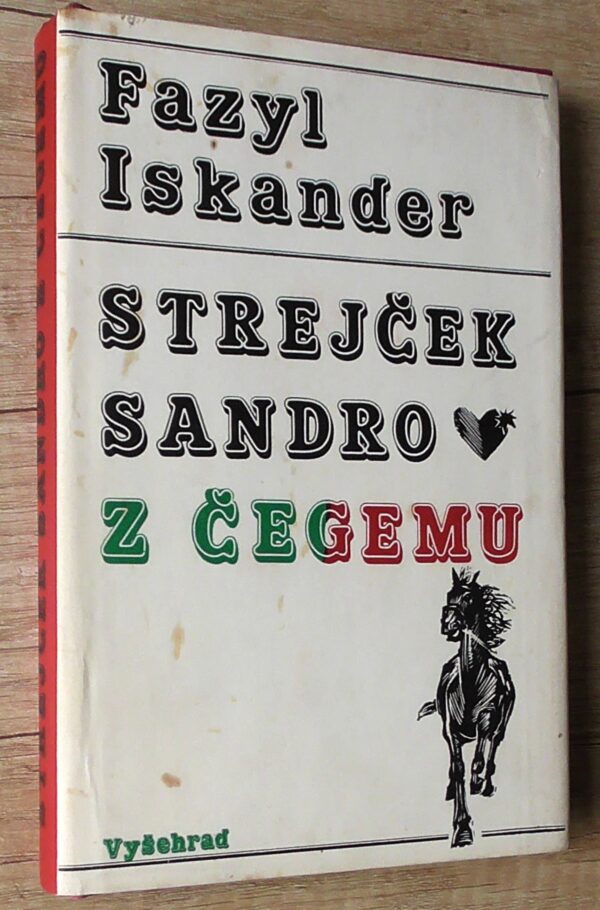 Fazyl
Iskander
STREJČEK
SANDRO
Z ČEGEMU
Vyšehrad